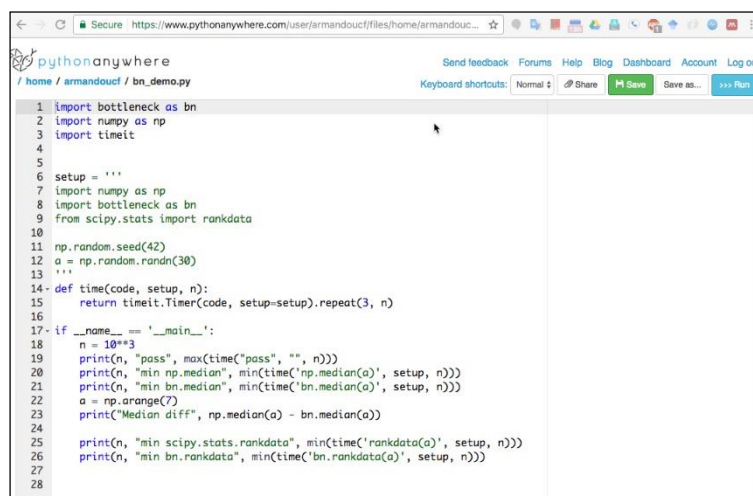 Secure https://www.pythonanywhere.com/user/armandoucf/files/home/armandouc...
pythonanywhere
Send feedback Forums Help Blog Dashboard Account Log o
/ home / armandoucf / bn_demo.py
Keyboard shortcuts: Normal Share Save Save as... >>> Run
1 import bottleneck as bn
2 import numpy as np
3 import timeit
4
5
6 setup = '''
7 import numpy as np
8 import bottleneck as bn
9 from scipy.stats import rankdata
10
11 np.random.seed(42)
12 a = np.random.randn(30)
13 '''
14 def time(code, setup, n):
15     return timeit.Timer(code, setup=setup).repeat(3, n)
16
17 if __name__ == '__main__':
18     n = 10**3
19     print(n, "pass", max(time("pass", "", n)))
20     print(n, "min np.median", min(time('np.median(a)', setup, n)))
21     print(n, "min bn.median", min(time('bn.median(a)', setup, n)))
22     a = np.arange(7)
23     print("Median diff", np.median(a) - bn.median(a))
24
25     print(n, "min scipy.stats.rankdata", min(time('rankdata(a)', setup, n)))
26     print(n, "min bn.rankdata", min(time('bn.rankdata(a)', setup, n)))
27
28